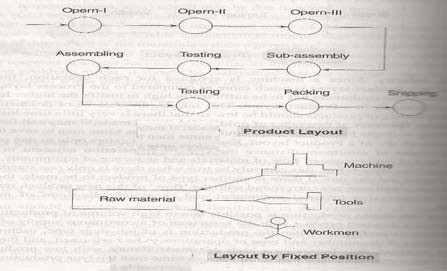 Opern-I Opern-II Opern-III
Assembling Testing Sub-assembly
Testing Packing Shipping
Product Layout
Machine
Raw material Tools
Workmen
Layout by Fixed Position